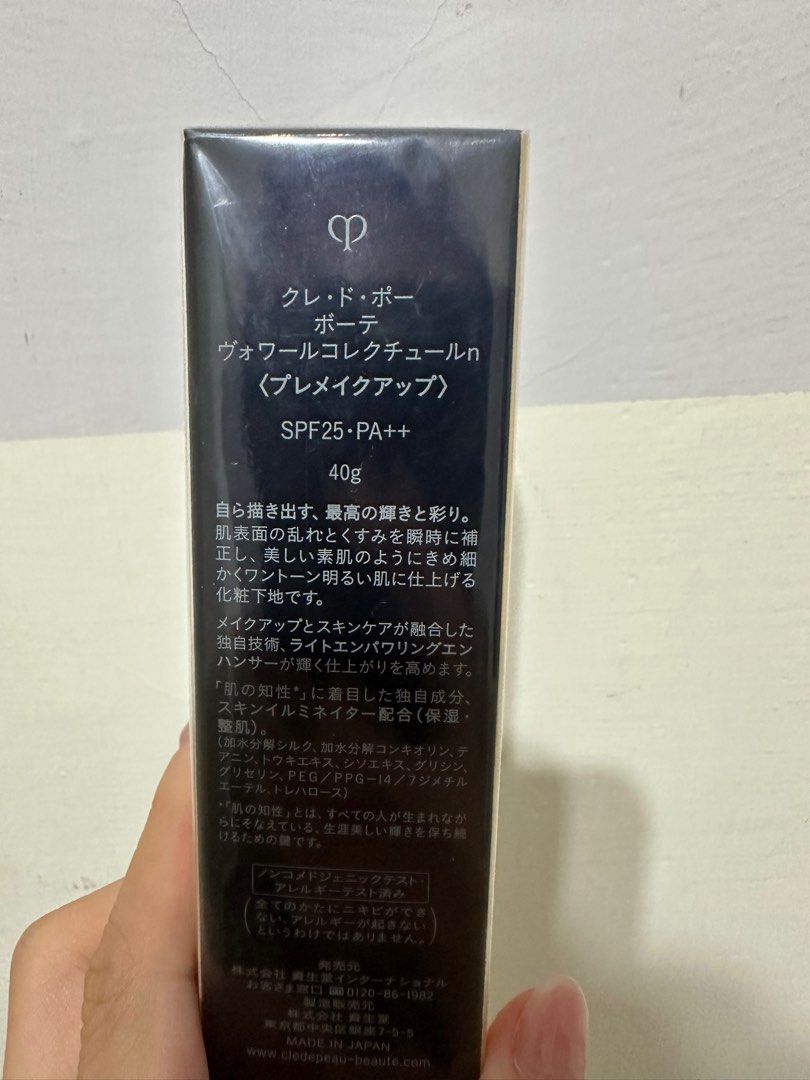 クレ・ド・ポー
ボーテ
ヴォワールコレクチュールn
〈プレメイクアップ〉
SPF25・PA++
40g
自ら描き出す、最高の輝きと彩り。
肌表面の乱れとくすみを瞬時に補
正し、美しい素肌のようにきめ細
かくワントーン明るい肌に仕上げる
化粧下地です。
メイクアップとスキンケアが融合した
独自技術、ライトエンパワリングエン
ハンサーが輝く仕上がりを高めます。
「肌の知性*」に着目した独自成分、
スキンイルミネイター配合(保湿・
整肌)。
(加水分解シルク、加水分解コンキオリン、テ
アニン、トウキエキス、シソエキス、グリシン、
グリセリン、PEG/PPG-14/7ジメチル
エーテル、トレハロース)
*「肌の知性」とは、すべての人が生まれなが
らにそなえている、生涯美しい輝きを保ち続
けるための鍵です。
ノンコメドジェニックテスト・
アレルギーテスト済み
(全てのかたにニキビができ
ない、アレルギーが起きない
というわけではありません。)
発売元
株式会社 資生堂インターナショナル
お客さま窓口 0120-86-1982
製造販売元
株式会社 資生堂
東京都中央区銀座7-5-5
MADE IN JAPAN
www.cledepeau-beaute.com